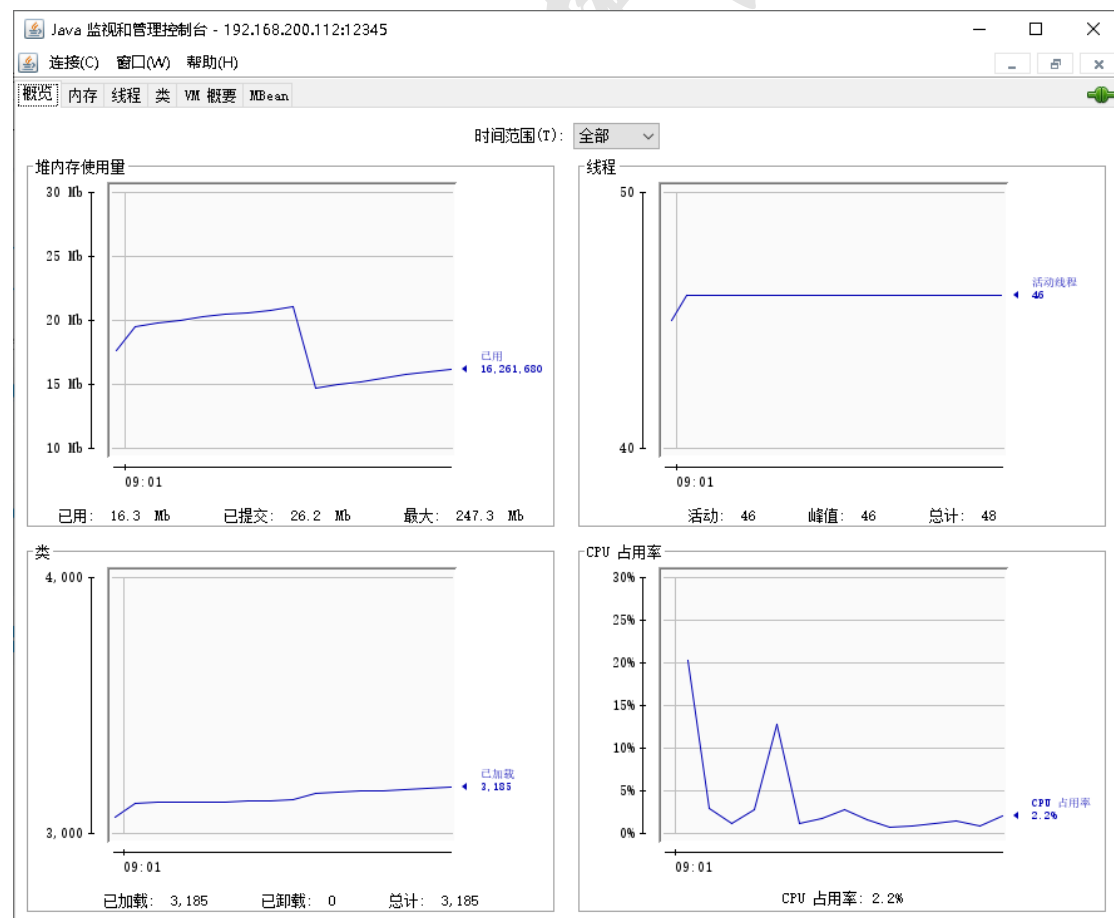 Java 监视和管理控制台 - 192.168.200.112:12345
连接(C) 窗口(W) 帮助(H)
概览 内存 线程 类 VM 概要 MBean
时间范围(T): 全部
堆内存使用量
30 Mb
25 Mb
20 Mb
15 Mb
10 Mb
已用
16,261,680
09:01
已用: 16.3 Mb 已提交: 26.2 Mb 最大: 247.3 Mb
线程
50
40
活动线程
46
09:01
活动: 46 峰值: 46 总计: 48
类
4,000
3,000
已加载
3,185
09:01
已加载: 3,185 已卸载: 0 总计: 3,185
CPU 占用率
30%
25%
20%
15%
10%
5%
0%
CPU 占用率
2.2%
09:01
CPU 占用率: 2.2%